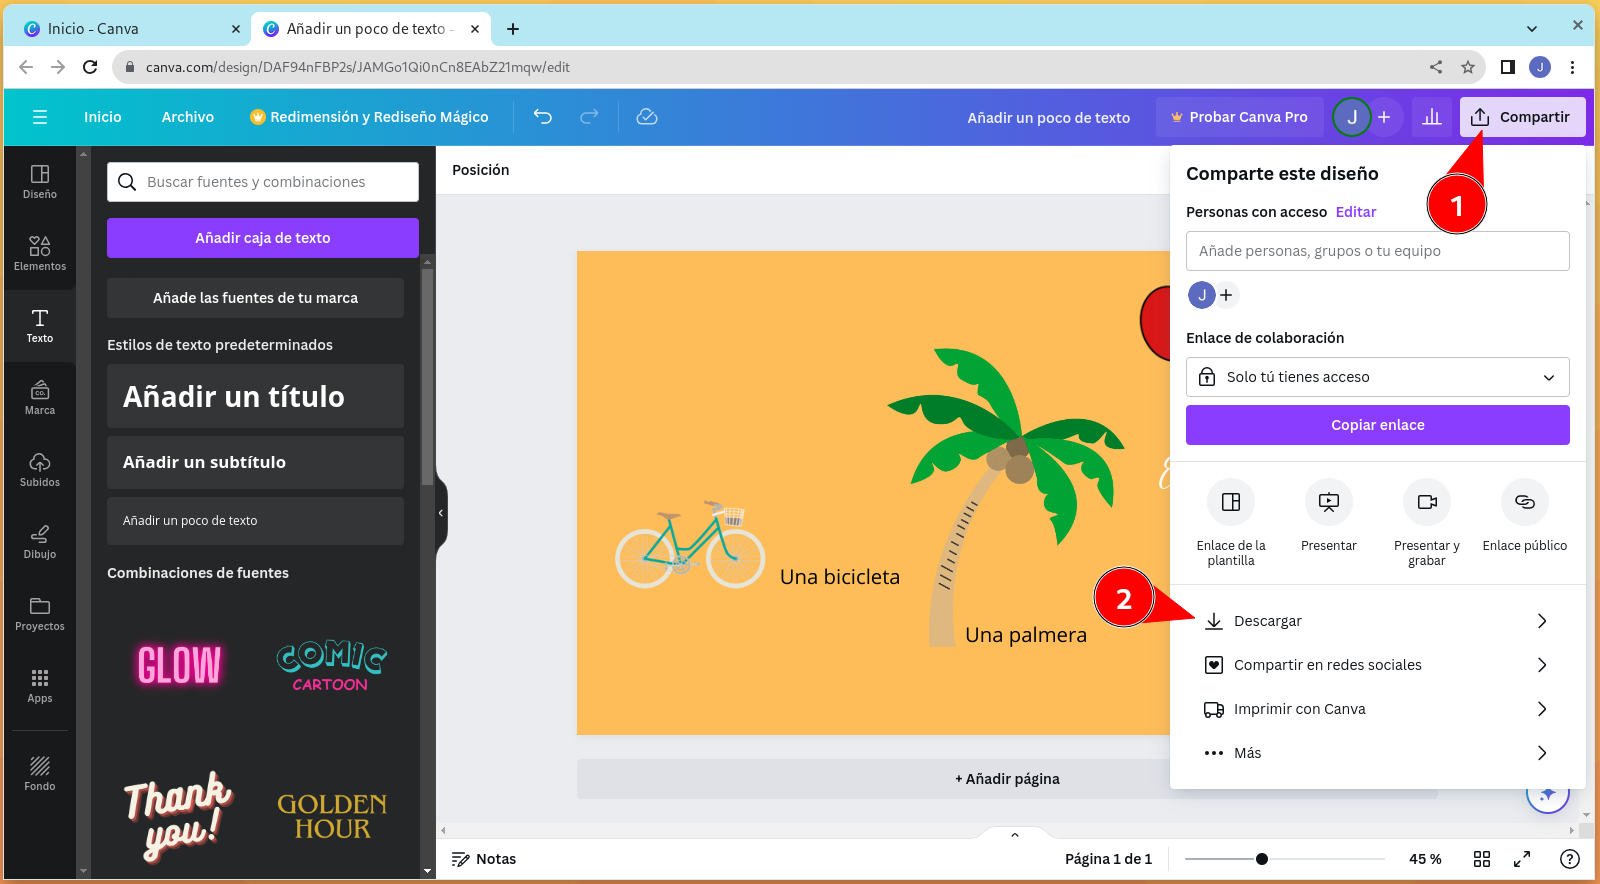 Inicio - Canva
Añadir un poco de texto -
canva.com/design/DAF94nFBP2s/JAMGo1Qi0nCn8EAbZ21mqw/edit
J
Inicio
Archivo
Redimensión y Rediseño Mágico
Añadir un poco de texto
Probar Canva Pro
J
Compartir
Diseño
Elementos
Texto
Marca
Subidos
Dibujo
Proyectos
Apps
Fondo
Buscar fuentes y combinaciones
Añadir caja de texto
Añade las fuentes de tu marca
Estilos de texto predeterminados
Añadir un título
Añadir un subtítulo
Añadir un poco de texto
Combinaciones de fuentes
GLOW
COMIC
CARTOON
Thank
you!
GOLDEN
HOUR
Posición
Una bicicleta
Una palmera
+ Añadir página
Comparte este diseño
1
Personas con acceso Editar
Añade personas, grupos o tu equipo
J
Enlace de colaboración
Solo tú tienes acceso
Copiar enlace
Enlace de la
plantilla
Presentar
Presentar y
grabar
Enlace público
2
Descargar
Compartir en redes sociales
Imprimir con Canva
Más
Notas
Página 1 de 1
45 %